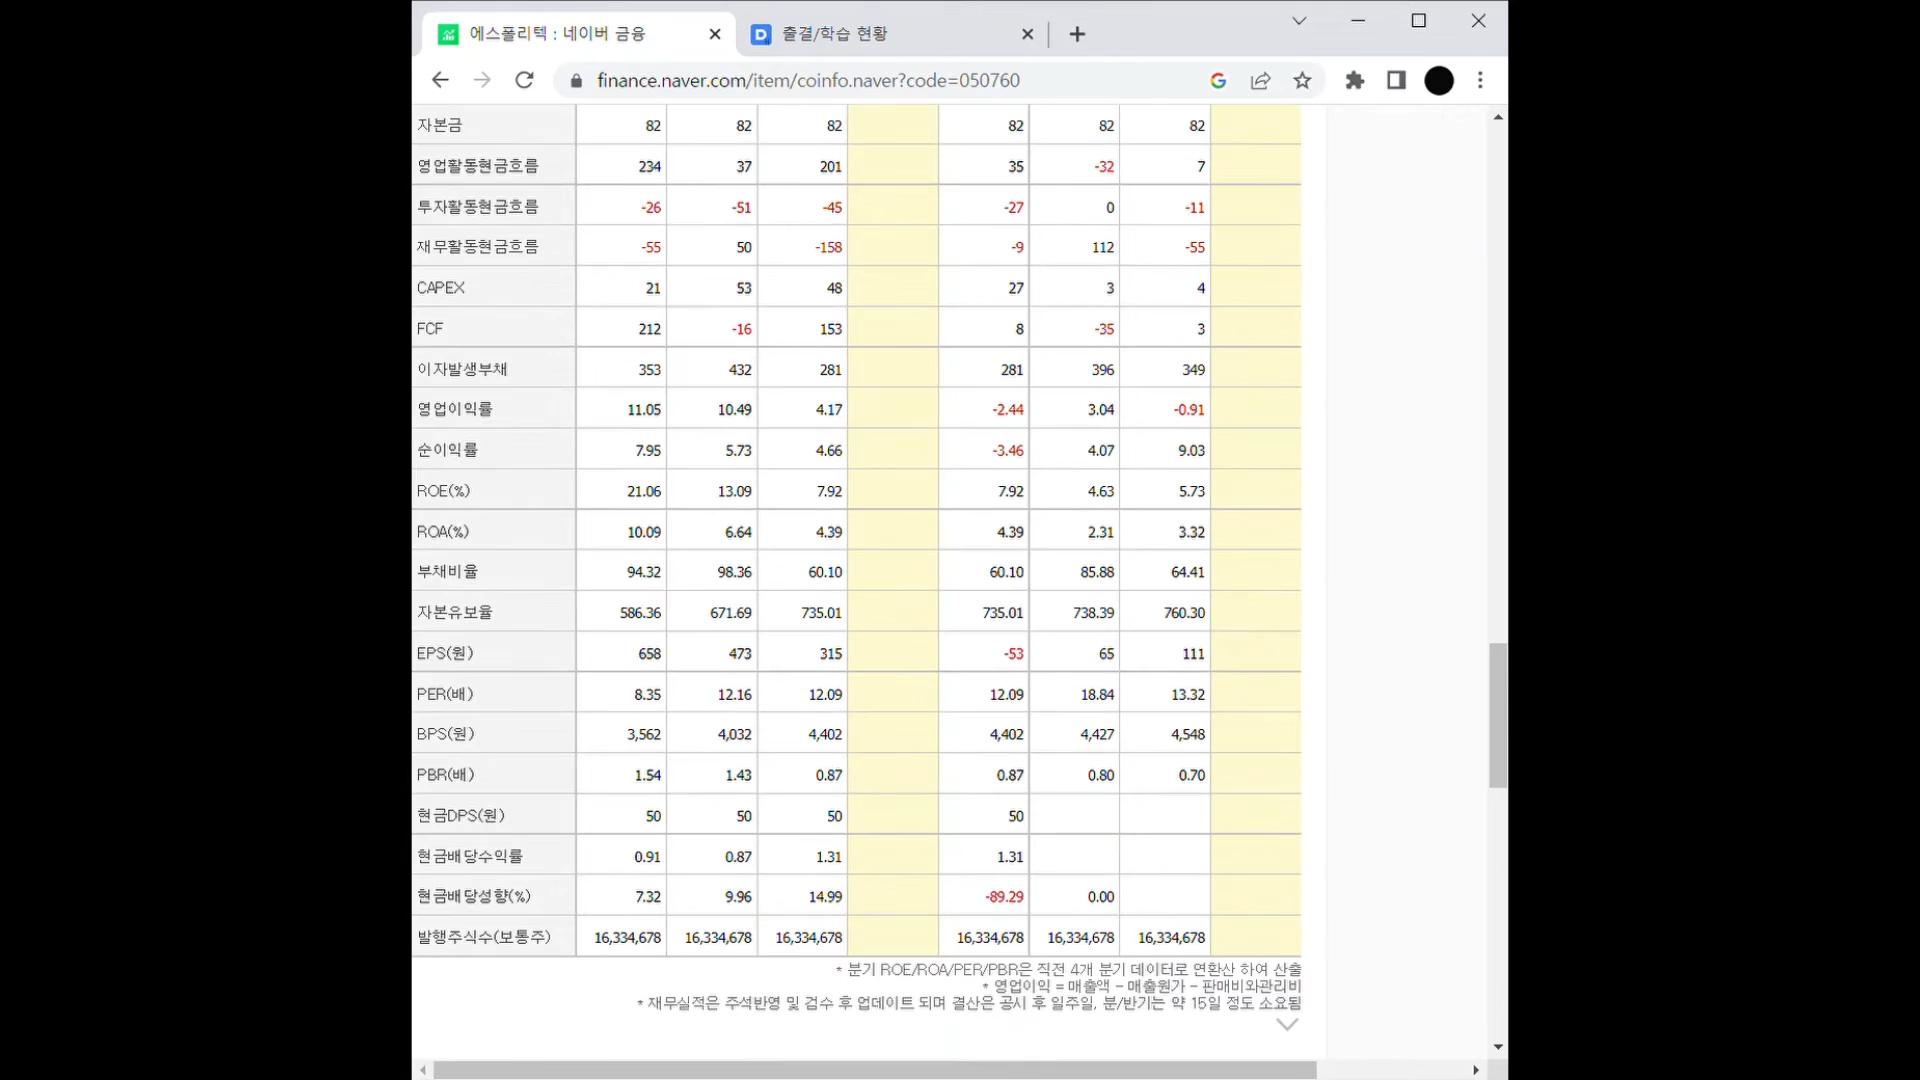 에스폴리텍 : 네이버 금융
출결/학습 현황
finance.naver.com/item/coinfo.naver?code=050760
자본금 82 82 82 82 82 82
영업활동현금흐름 234 37 201 35 -32 7
투자활동현금흐름 -26 -51 -45 -27 0 -11
재무활동현금흐름 -55 50 -158 -9 112 -55
CAPEX 21 53 48 27 3 4
FCF 212 -16 153 8 -35 3
이자발생부채 353 432 281 281 396 349
영업이익률 11.05 10.49 4.17 -2.44 3.04 -0.91
순이익률 7.95 5.73 4.66 -3.46 4.07 9.03
ROE(%) 21.06 13.09 7.92 7.92 4.63 5.73
ROA(%) 10.09 6.64 4.39 4.39 2.31 3.32
부채비율 94.32 98.36 60.10 60.10 85.88 64.41
자본유보율 586.36 671.69 735.01 735.01 738.39 760.30
EPS(원) 658 473 315 -53 65 111
PER(배) 8.35 12.16 12.09 12.09 18.84 13.32
BPS(원) 3,562 4,032 4,402 4,402 4,427 4,548
PBR(배) 1.54 1.43 0.87 0.87 0.80 0.70
현금DPS(원) 50 50 50 50
현금배당수익률 0.91 0.87 1.31 1.31
현금배당성향(%) 7.32 9.96 14.99 -89.29 0.00
발행주식수(보통주) 16,334,678 16,334,678 16,334,678 16,334,678 16,334,678 16,334,678
* 분기 ROE/ROA/PER/PBR은 직전 4개 분기 데이터로 연환산 하여 산출
* 영업이익 = 매출액 - 매출원가 - 판매비와관리비
* 재무실적은 주석반영 및 검수 후 업데이트 되며 결산은 공시 후 일주일, 분/반기는 약 15일 정도 소요됨